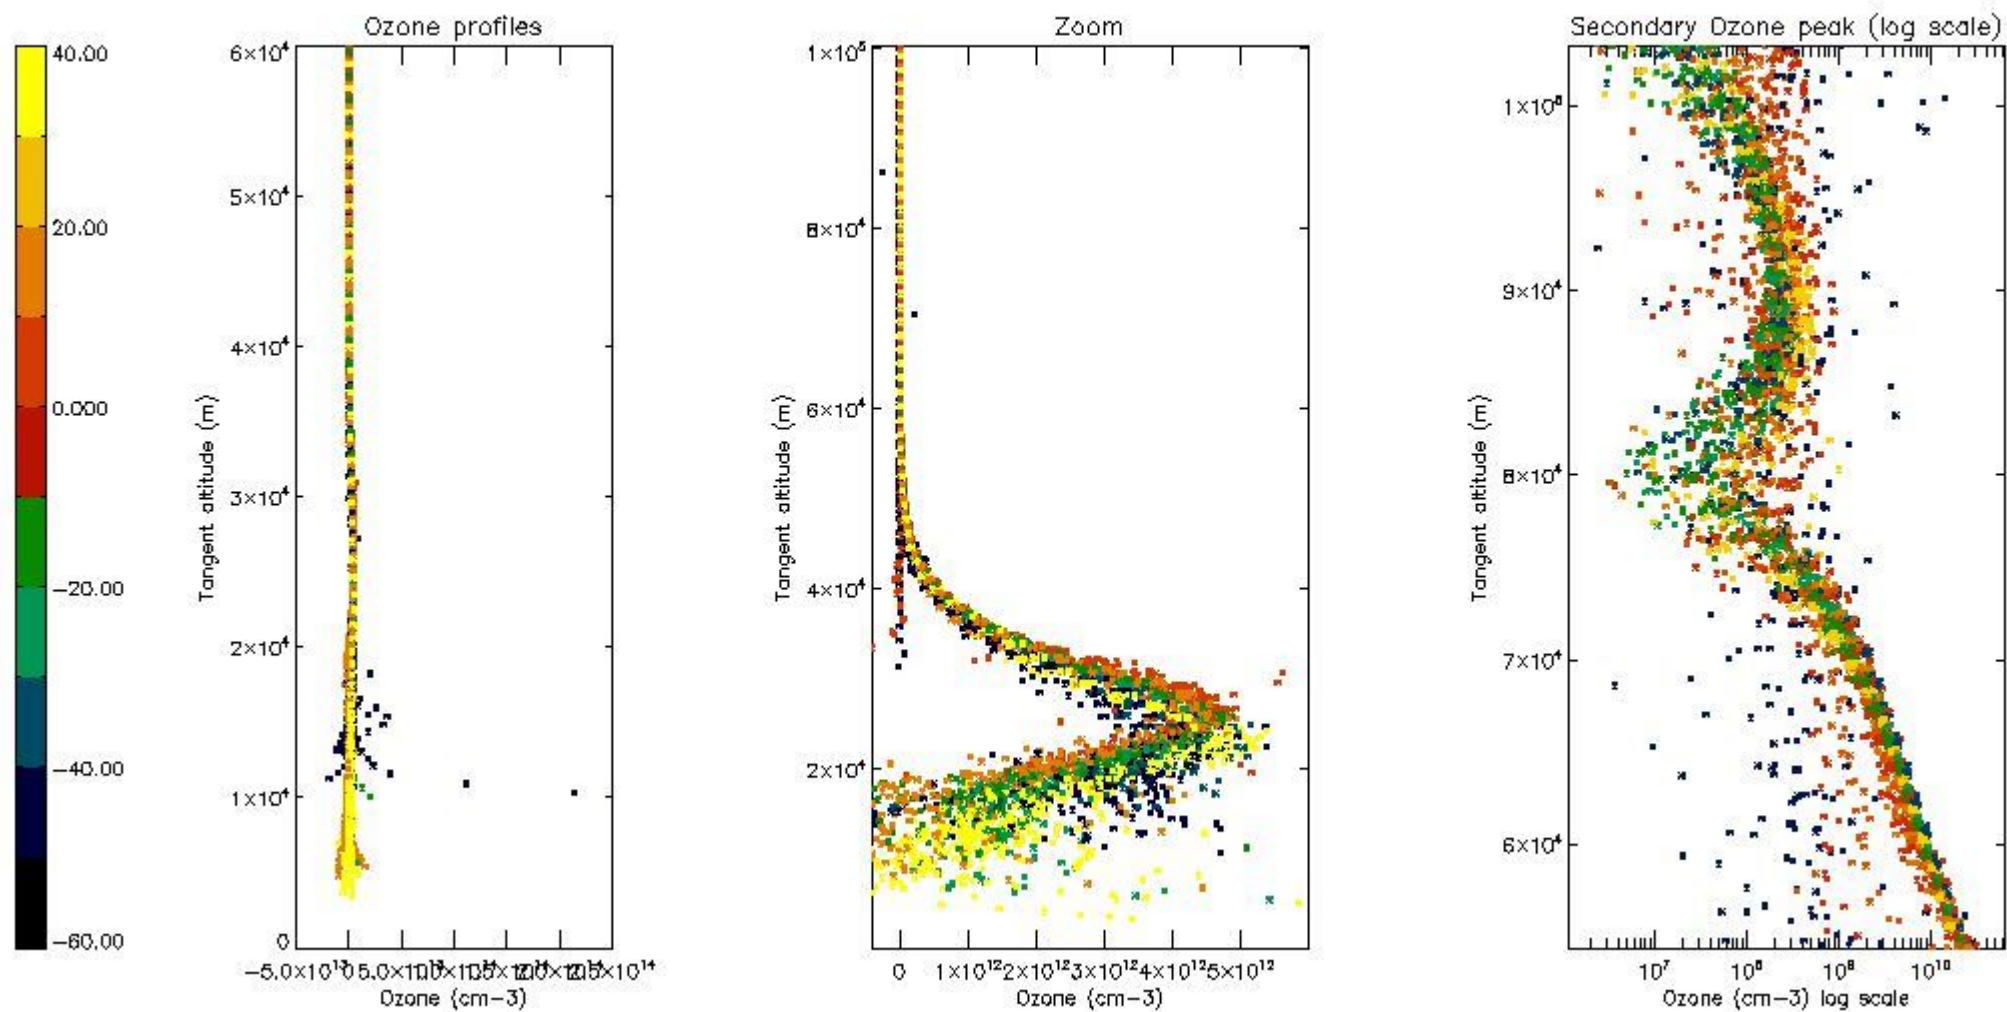 Ozone profiles
Zoom
Secondary Ozone peak (log scale)
40.00
20.00
0.000
−20.00
−40.00
−60.00
6×10⁴
5×10⁴
4×10⁴
3×10⁴
2×10⁴
1×10⁴
0
Tangent altitude (m)
−5.0×10¹³
0
Ozone (cm−3)
1×10⁵
8×10⁴
6×10⁴
4×10⁴
2×10⁴
Tangent altitude (m)
0 1×10¹² 2×10¹² 3×10¹² 4×10¹² 5×10¹²
Ozone (cm−3)
9×10⁴
8×10⁴
7×10⁴
6×10⁴
Tangent altitude (m)
10⁷ 10⁸ 10⁹ 10¹⁰
Ozone (cm−3) log scale